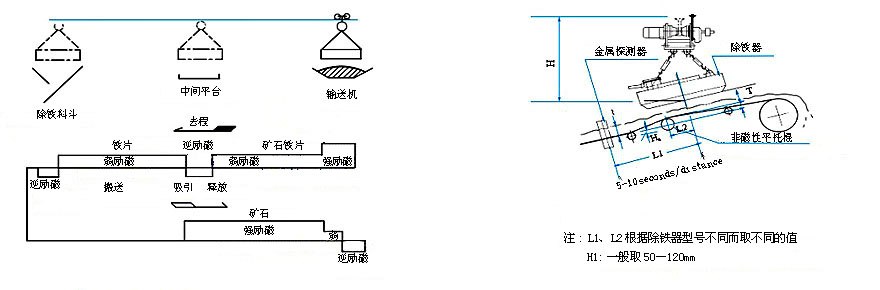 除铁料斗
中间平台
输送机
去程
铁片
逆励磁
矿石铁片
弱励磁
弱励磁
强励磁
逆励磁
搬送
吸引
释放
矿石
强励磁
弱
逆励磁
H
金属探测器
除铁器
T
H
L2
非磁性平托棍
L1
5-10seconds/distance
注：L1、L2根据除铁器型号不同而取不同的值
H1：一般取50—120mm